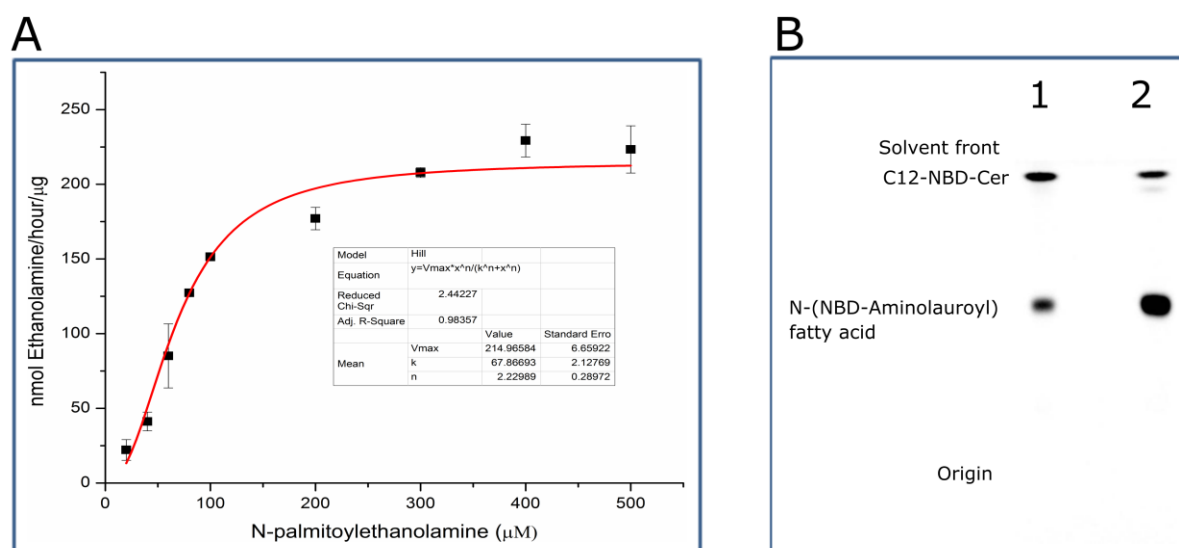 A
nmol Ethanolamine/hour/µg
250
200
150
100
50
0
0 100 200 300 400 500
N-palmitoylethanolamine (µM)
Model Hill
Equation y=Vmax*x^n/(k^n+x^n)
Reduced Chi-Sqr 2.44227
Adj. R-Square 0.98357
Value Standard Erro
Mean Vmax 214.96584 6.65922
k 67.86693 2.12769
n 2.22989 0.28972
B
1 2
Solvent front
C12-NBD-Cer
N-(NBD-Aminolauroyl)
fatty acid
Origin